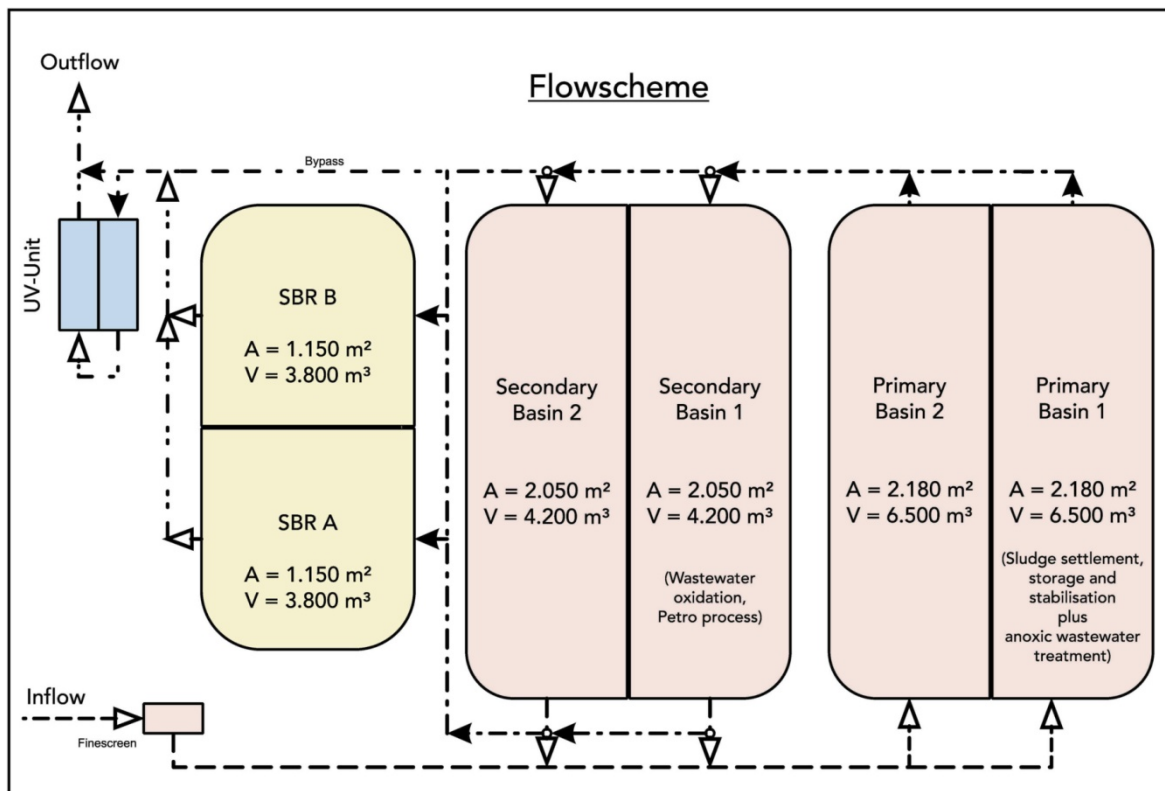 Flowscheme
Outflow
Bypass
UV-Unit
SBR B
A = 1.150 m²
V = 3.800 m³
SBR A
A = 1.150 m²
V = 3.800 m³
Secondary
Basin 2
A = 2.050 m²
V = 4.200 m³
Secondary
Basin 1
A = 2.050 m²
V = 4.200 m³
(Wastewater
oxidation,
Petro process)
Primary
Basin 2
A = 2.180 m²
V = 6.500 m³
Primary
Basin 1
A = 2.180 m²
V = 6.500 m³
(Sludge settlement,
storage and
stabilisation
plus
anoxic wastewater
treatment)
Inflow
Finescreen